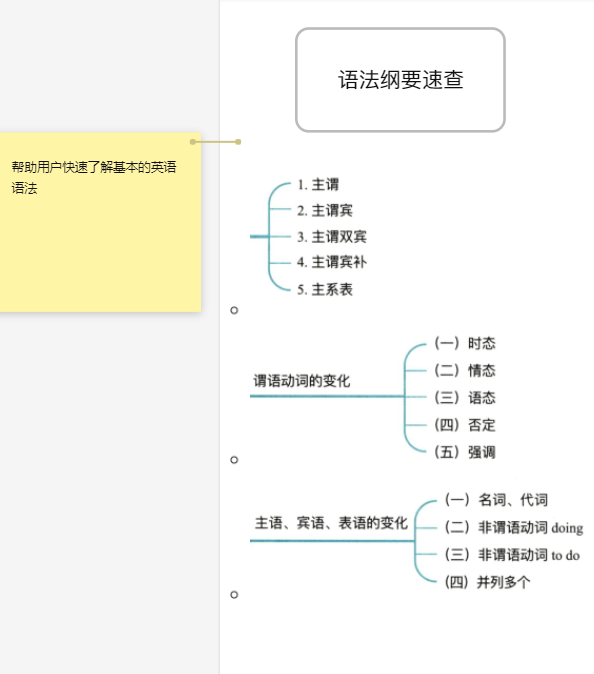 语法纲要速查
帮助用户快速了解基本的英语
语法
1. 主谓
2. 主谓宾
3. 主谓双宾
4. 主谓宾补
5. 主系表
谓语动词的变化
（一）时态
（二）情态
（三）语态
（四）否定
（五）强调
主语、宾语、表语的变化
（一）名词、代词
（二）非谓语动词 doing
（三）非谓语动词 to do
（四）并列多个